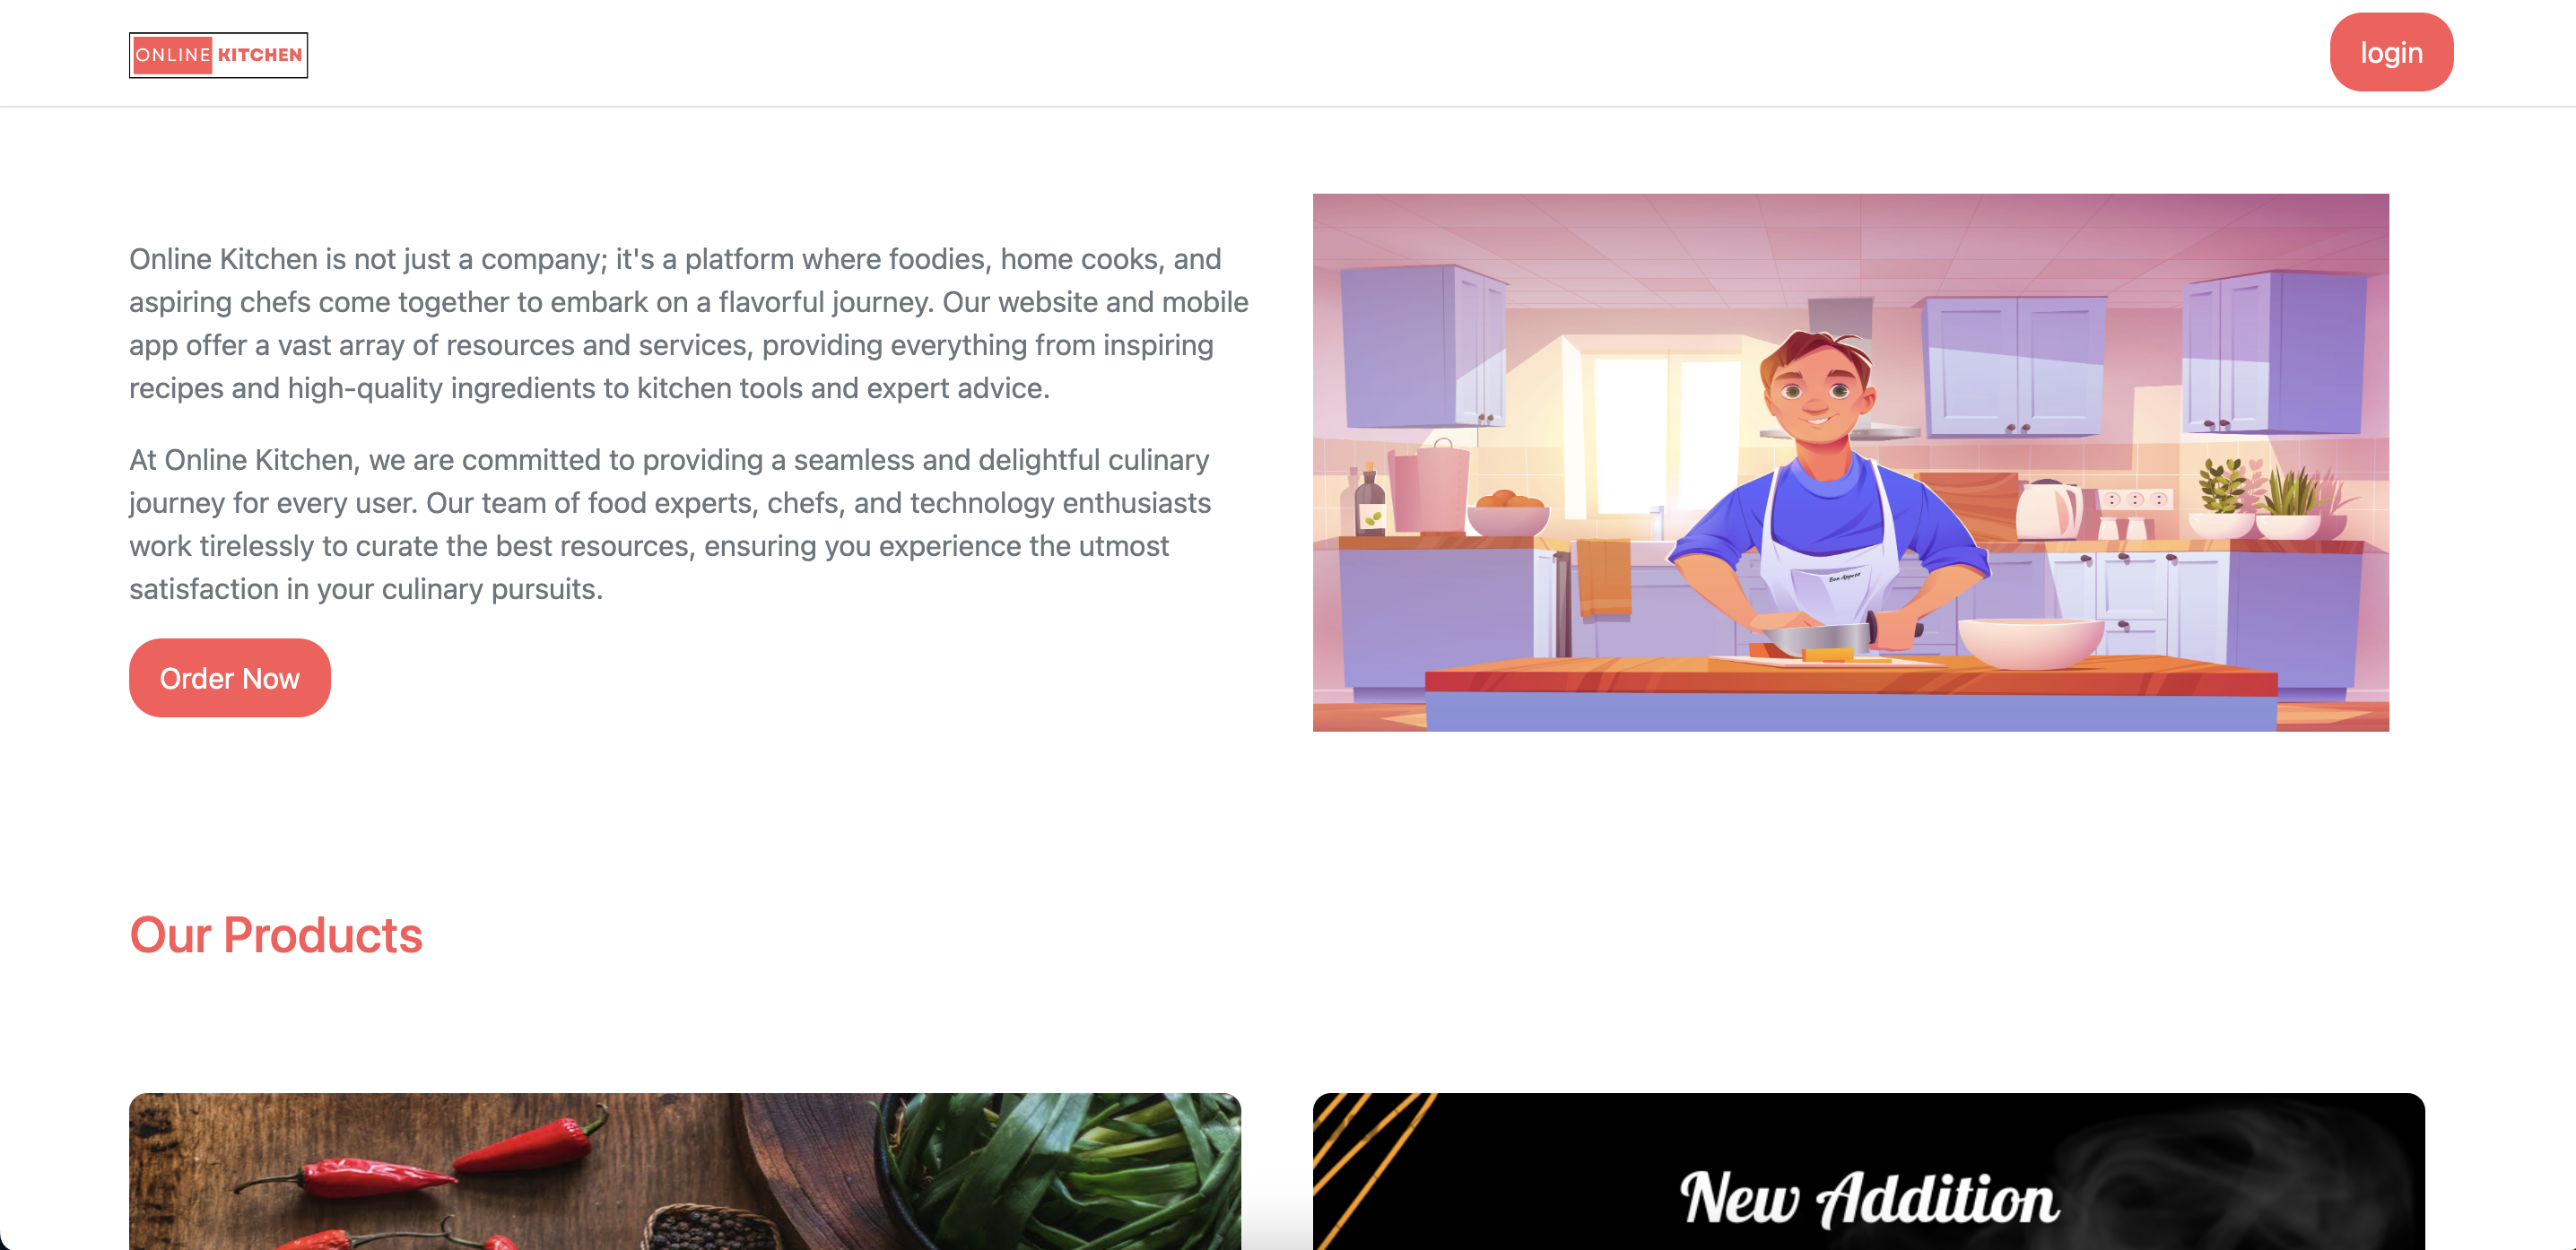 ONLINE KITCHEN
login
Online Kitchen is not just a company; it's a platform where foodies, home cooks, and
aspiring chefs come together to embark on a flavorful journey. Our website and mobile
app offer a vast array of resources and services, providing everything from inspiring
recipes and high-quality ingredients to kitchen tools and expert advice.
At Online Kitchen, we are committed to providing a seamless and delightful culinary
journey for every user. Our team of food experts, chefs, and technology enthusiasts
work tirelessly to curate the best resources, ensuring you experience the utmost
satisfaction in your culinary pursuits.
Order Now
Our Products
New Addition